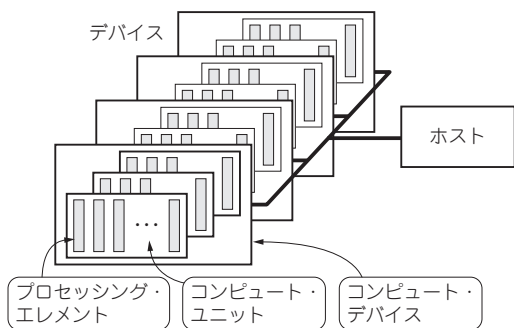 デバイス
ホスト
…
プロセッシング・
エレメント
コンピュート・
ユニット
コンピュート・
デバイス